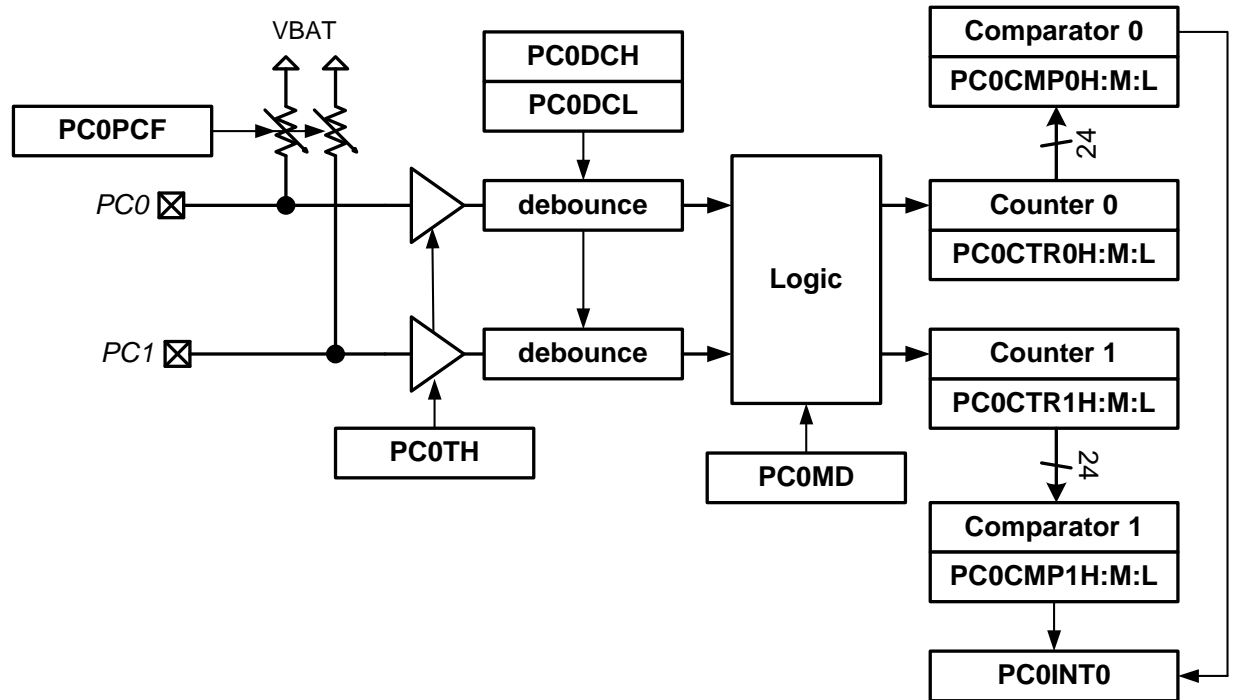 VBAT
PC0DCH
PC0DCL
Comparator 0
PC0CMP0H:M:L
PC0PCF
24
PC0
debounce
Logic
Counter 0
PC0CTR0H:M:L
PC1
debounce
Counter 1
PC0CTR1H:M:L
PC0TH
PC0MD
24
Comparator 1
PC0CMP1H:M:L
PC0INT0